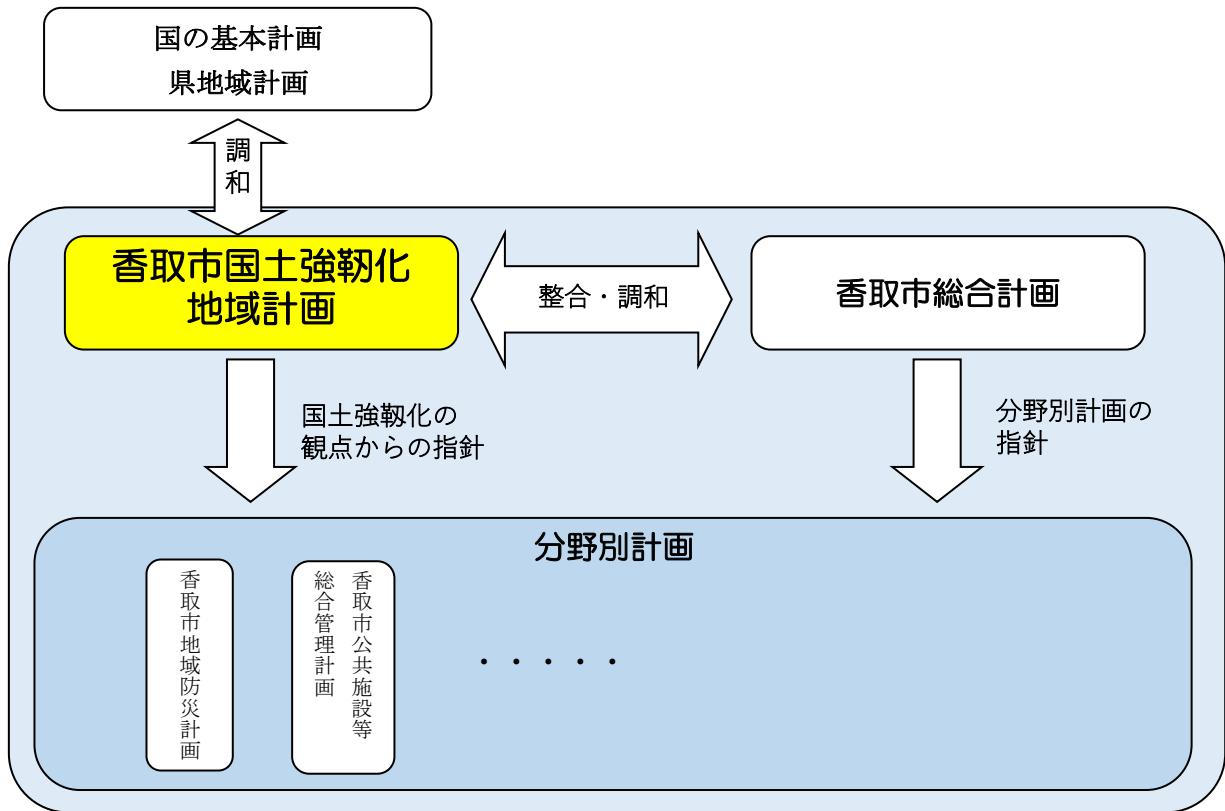 国の基本計画
県地域計画
調
和
香取市国土強靱化
地域計画
整合・調和
香取市総合計画
国土強靱化の
観点からの指針
分野別計画の
指針
分野別計画
香取市地域防災計画
香取市公共施設等
総合管理計画
・・・・・